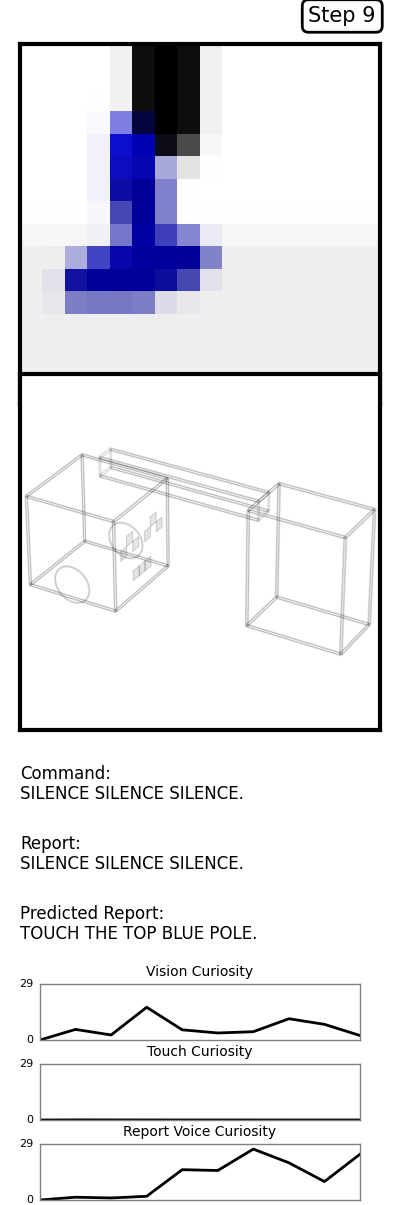 Step 9
Command:
SILENCE SILENCE SILENCE.
Report:
SILENCE SILENCE SILENCE.
Predicted Report:
TOUCH THE TOP BLUE POLE.
Vision Curiosity
29
0
Touch Curiosity
29
0
Report Voice Curiosity
29
0